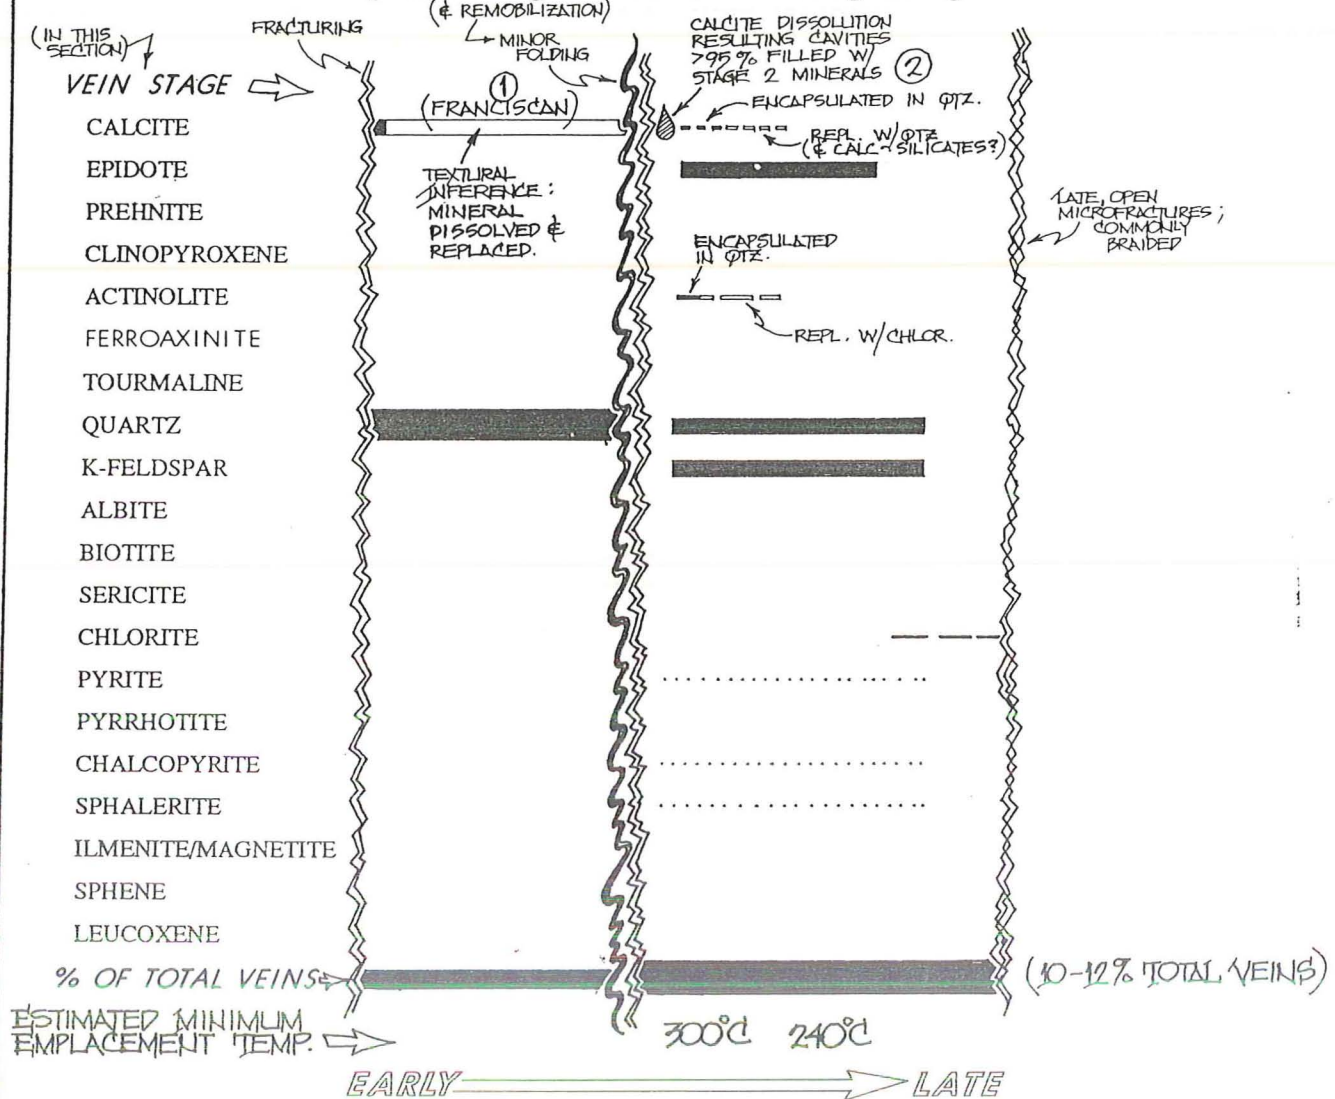 (& REMOBILIZATION)
(IN THIS
SECTION)
FRACTURING
MINOR
FOLDING
CALCITE DISSOLUTION
RESULTING CAVITIES
>95% FILLED W/
STAGE 2 MINERALS
2
VEIN STAGE
1
(FRANCISCAN)
ENCAPSULATED IN QTZ.
CALCITE
REPL. W/QTZ
(& CALC-SILICATES?)
EPIDOTE
TEXTURAL
INFERENCE:
MINERAL
DISSOLVED &
REPLACED.
PREHNITE
LATE, OPEN
MICROFRACTURES;
COMMONLY
BRAIDED
CLINOPYROXENE
ENCAPSULATED
IN QTZ.
ACTINOLITE
FERROAXINITE
REPL. W/CHLOR.
TOURMALINE
QUARTZ
K-FELDSPAR
ALBITE
BIOTITE
SERICITE
CHLORITE
PYRITE
PYRRHOTITE
CHALCOPYRITE
SPHALERITE
ILMENITE/MAGNETITE
SPHENE
LEUCOXENE
% OF TOTAL VEINS
(10-12% TOTAL VEINS)
ESTIMATED MINIMUM
EMPLACEMENT TEMP.
300°C 240°C
EARLY LATE